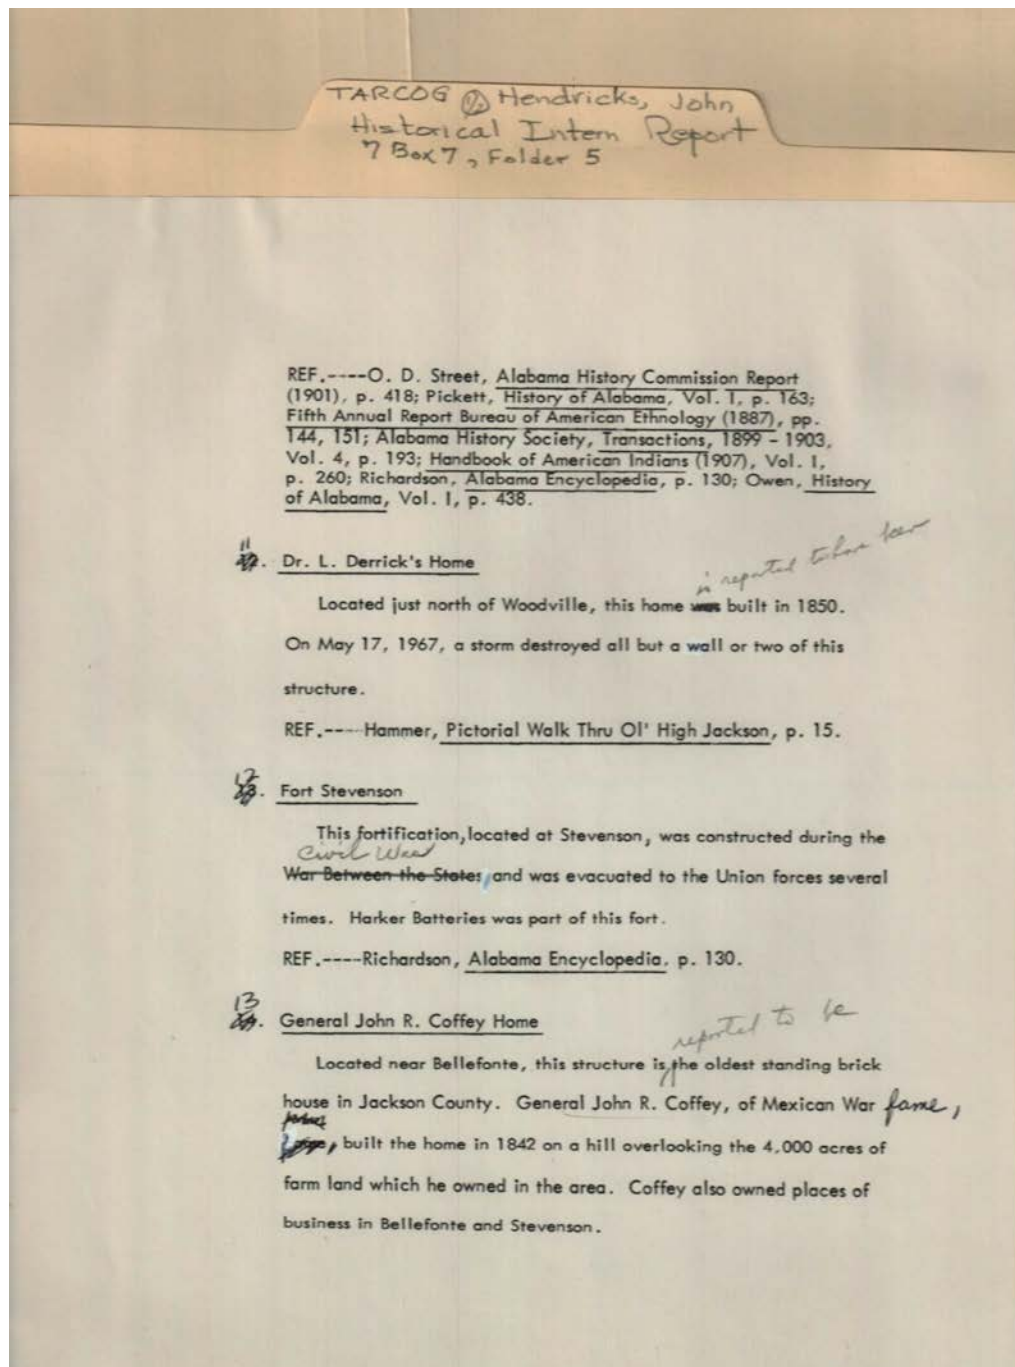 TARCOG Hendricks, John
Historical Intern Report
7 Box 7, Folder 5
REF.----O. D. Street, Alabama History Commission Report
(1901), p. 418; Pickett, History of Alabama, Vol. I, p. 163;
Fifth Annual Report Bureau of American Ethnology (1887), pp.
144, 151; Alabama History Society, Transactions, 1899 - 1903,
Vol. 4, p. 193; Handbook of American Indians (1907), Vol. I,
p. 260; Richardson, Alabama Encyclopedia, p. 130; Owen, History
of Alabama, Vol. I, p. 438.
is reported to have been
11. Dr. L. Derrick's Home
Located just north of Woodville, this home was built in 1850.
On May 17, 1967, a storm destroyed all but a wall or two of this
structure.
REF.----Hammer, Pictorial Walk Thru Ol' High Jackson, p. 15.
12. Fort Stevenson
This fortification, located at Stevenson, was constructed during the
Civil War
War Between the States, and was evacuated to the Union forces several
times. Harker Batteries was part of this fort.
REF.----Richardson, Alabama Encyclopedia, p. 130.
13. General John R. Coffey Home
reported to be
Located near Bellefonte, this structure is the oldest standing brick
house in Jackson County. General John R. Coffey, of Mexican War fame,
built the home in 1842 on a hill overlooking the 4,000 acres of
farm land which he owned in the area. Coffey also owned places of
business in Bellefonte and Stevenson.